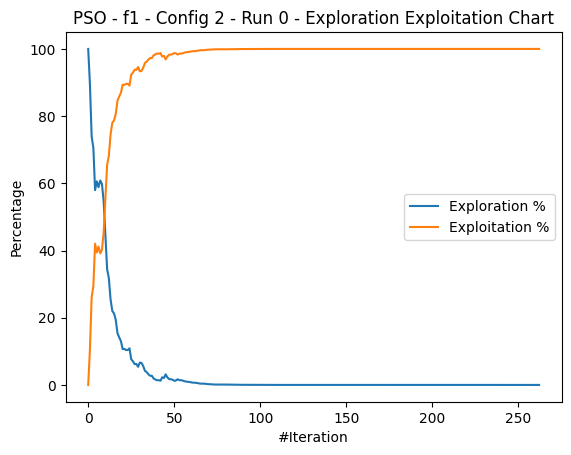 PSO - f1 - Config 2 - Run 0 - Exploration Exploitation Chart
100
80
60
40
20
0
Percentage
Exploration %
Exploitation %
0 50 100 150 200 250
#Iteration